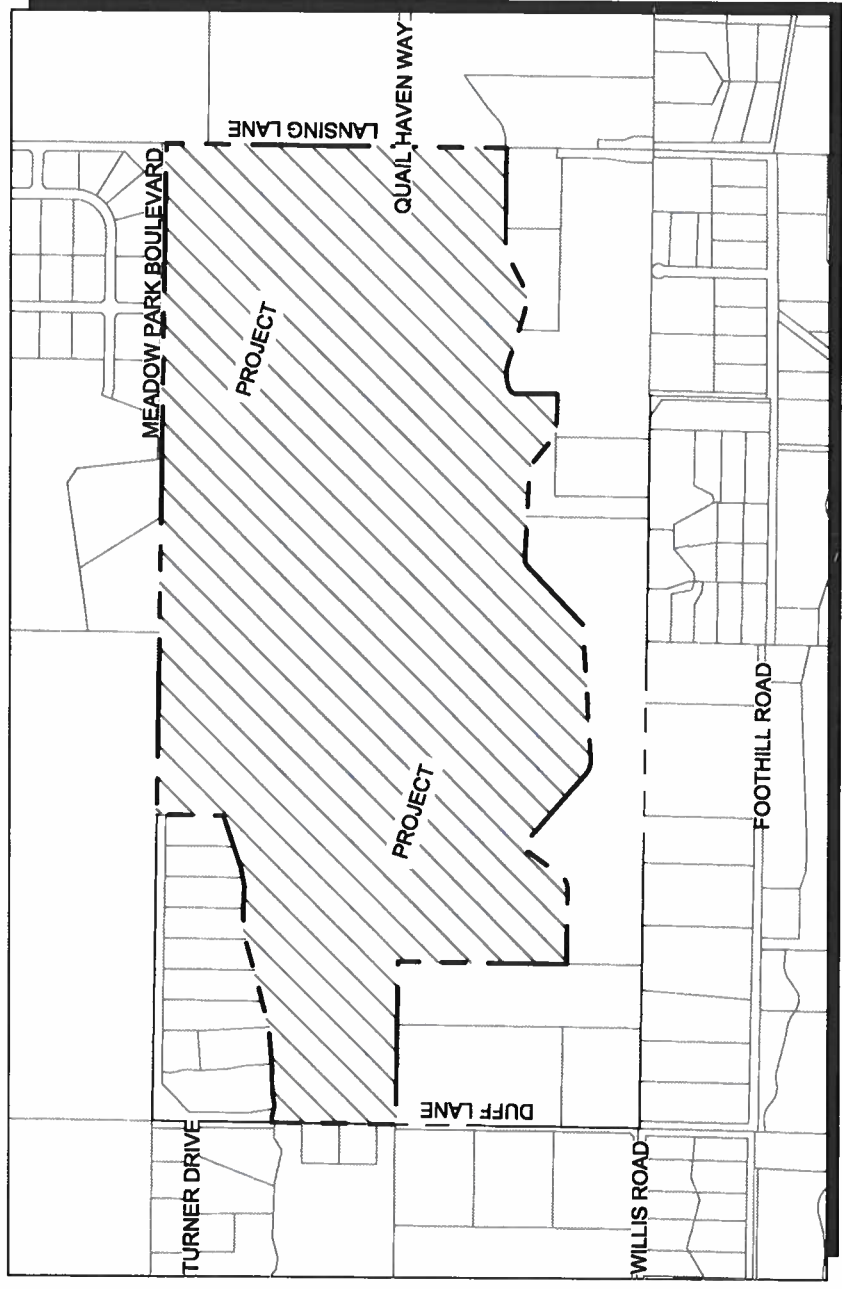 MEADOW PARK BOULEVARD
LANSING LANE
QUAIL HAVEN WAY
PROJECT
PROJECT
FOOTHILL ROAD
DUFF LANE
TURNER DRIVE
WILLIS ROAD